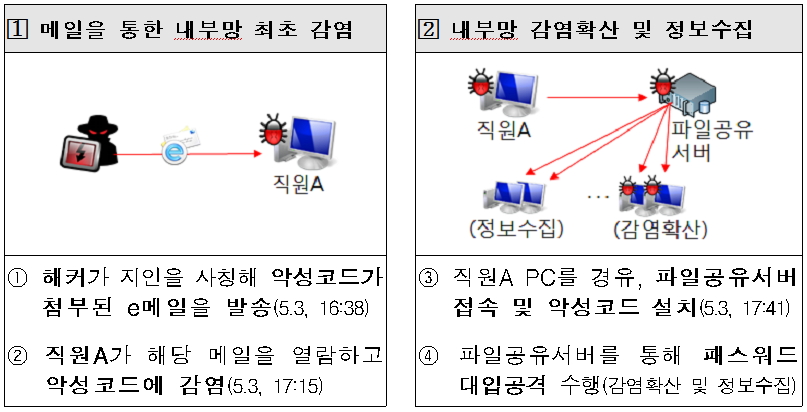 1 메일을 통한 내부망 최초 감염
직원A
① 해커가 지인을 사칭해 악성코드가
첨부된 e메일을 발송(5.3, 16:38)
② 직원A가 해당 메일을 열람하고
악성코드에 감염(5.3, 17:15)
2 내부망 감염확산 및 정보수집
직원A
파일공유
서버
...
(정보수집) (감염확산)
③ 직원A PC를 경유, 파일공유서버
접속 및 악성코드 설치(5.3, 17:41)
④ 파일공유서버를 통해 패스워드
대입공격 수행(감염확산 및 정보수집)